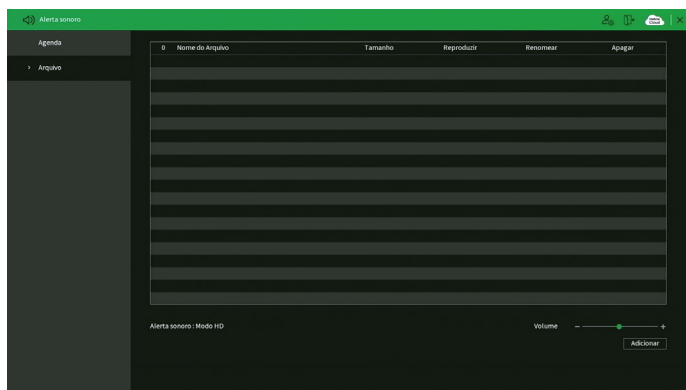 Alerta sonoro
Agenda
Arquivo
0 Nome do Arquivo Tamanho Reproduzir Renomear Apagar
Alerta sonoro : Modo HD Volume - +
Adicionar